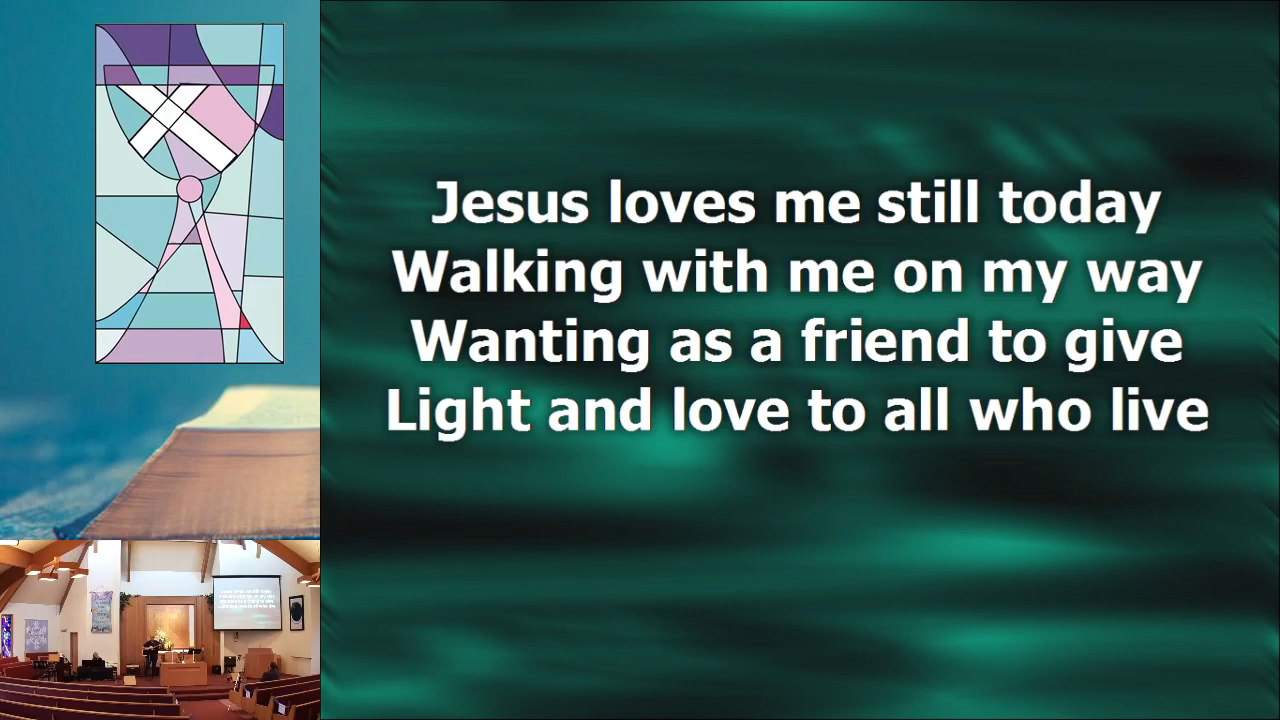 Jesus loves me still today
Walking with me on my way
Wanting as a friend to give
Light and love to all who live